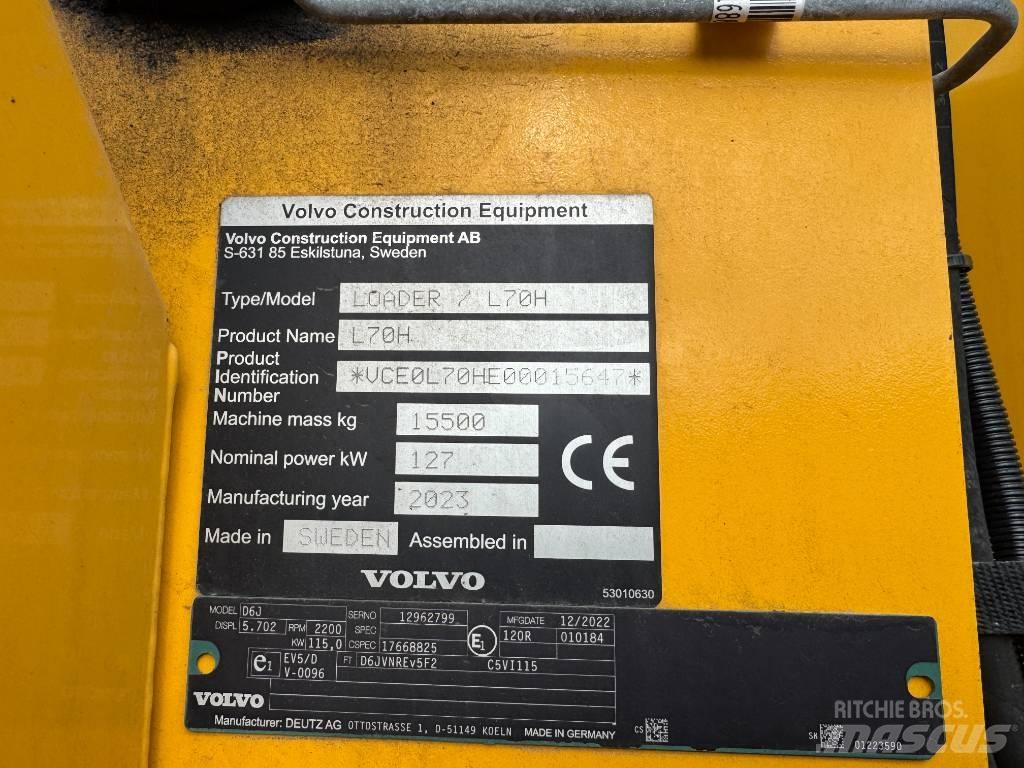 Volvo Construction Equipment
Volvo Construction Equipment AB
S-631 85 Eskilstuna, Sweden
Type/Model LOADER / L70H
Product Name L70H
Product
Identification *VCE0L70HE00015647*
Number
Machine mass kg 15500
Nominal power kW 127
CE
Manufacturing year 2023
Made in SWEDEN Assembled in
VOLVO
53010630
MODEL D6J SERNO 12962799 MFGDATE 12/2022
DISPL 5.702 RPM 2200 SPEC E1 120R 010184
KW 115,0 CSPEC 17668825
e1 EV5/D FT D6JVNREv5F2 C5VI115
V-0096
VOLVO
Manufacturer: DEUTZ AG OTTOSTRASSE 1, D-51149 KOELN MADE IN GERMANY
CS
SN 01223590
RITCHIE BROS.
mascus